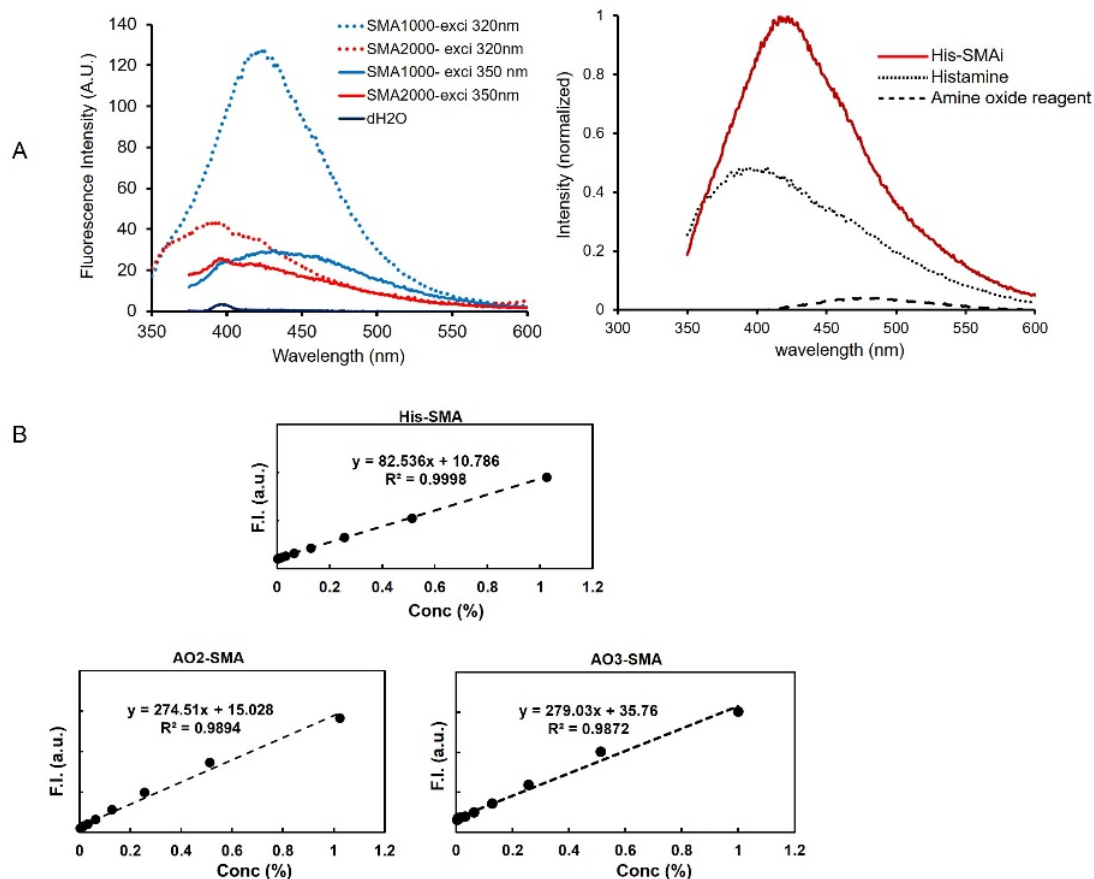 A
Fluorescence Intensity (A.U.)
140
120
100
80
60
40
20
0
350
400
450
500
550
600
Wavelength (nm)
SMA1000-exci 320nm
SMA2000- exci 320nm
SMA1000- exci 350 nm
SMA2000-exci 350nm
dH2O
Intensity (normalized)
1
0.8
0.6
0.4
0.2
0
300
350
400
450
500
550
600
wavelength (nm)
His-SMAi
Histamine
Amine oxide reagent
B
His-SMA
y = 82.536x + 10.786
R² = 0.9998
F.I. (a.u.)
0
0.2
0.4
0.6
0.8
1
1.2
Conc (%)
AO2-SMA
y = 274.51x + 15.028
R² = 0.9894
F.I. (a.u.)
0
0.2
0.4
0.6
0.8
1
1.2
Conc (%)
AO3-SMA
y = 279.03x + 35.76
R² = 0.9872
F.I. (a.u.)
0
0.2
0.4
0.6
0.8
1
1.2
Conc (%)